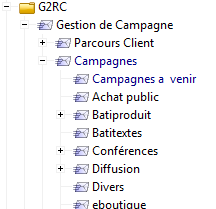 G2RC
Gestion de Campagne
Parcours Client
Campagnes
Campagnes a  venir
Achat public
Batiproduit
Batitextes
Conférences
Diffusion
Divers
eboutique